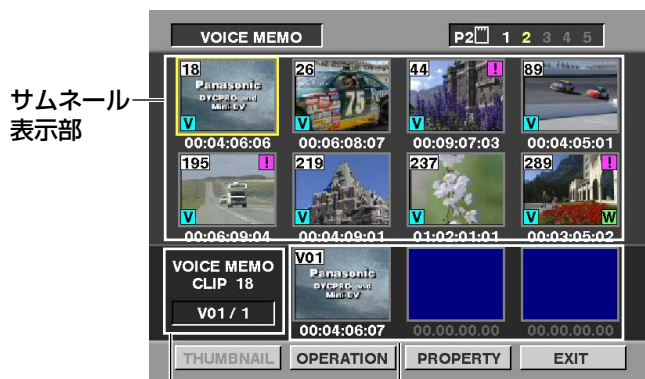 VOICE MEMO
P2 1 2 3 4 5
サムネール
表示部
18 26 44 ! 89
Panasonic
DVCPRO and
Mini-DV
75
V V V V
00:04:06:06 00:06:08:07 00:09:07:03 00:04:05:01
195 ! 219 237 289 !
V V V V W
00:06:09:04 00:04:09:01 01:02:01:01 00:03:05:02
VOICE MEMO
CLIP 18
V01 / 1
V01
Panasonic
DVCPRO and
Mini-DV
00:04:06:07 00.00.00.00 00.00.00.00
THUMBNAIL OPERATION PROPERTY EXIT